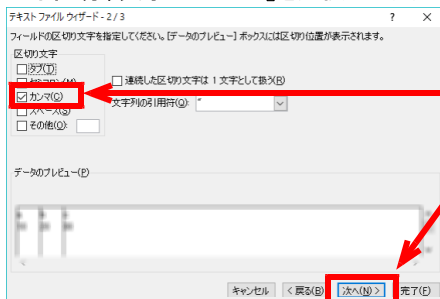 テキスト ファイル ウィザード - 2 / 3 ? ×
フィールドの区切り文字を指定してください。[データのプレビュー] ボックスには区切り位置が表示されます。
区切り文字
タブ(T)
連続した区切り文字は 1 文字として扱う(R)
カンマ(C)
文字列の引用符(Q): "
スペース(S)
その他(O):
データのプレビュー(P)
キャンセル < 戻る(B) 次へ(N) > 完了(F)